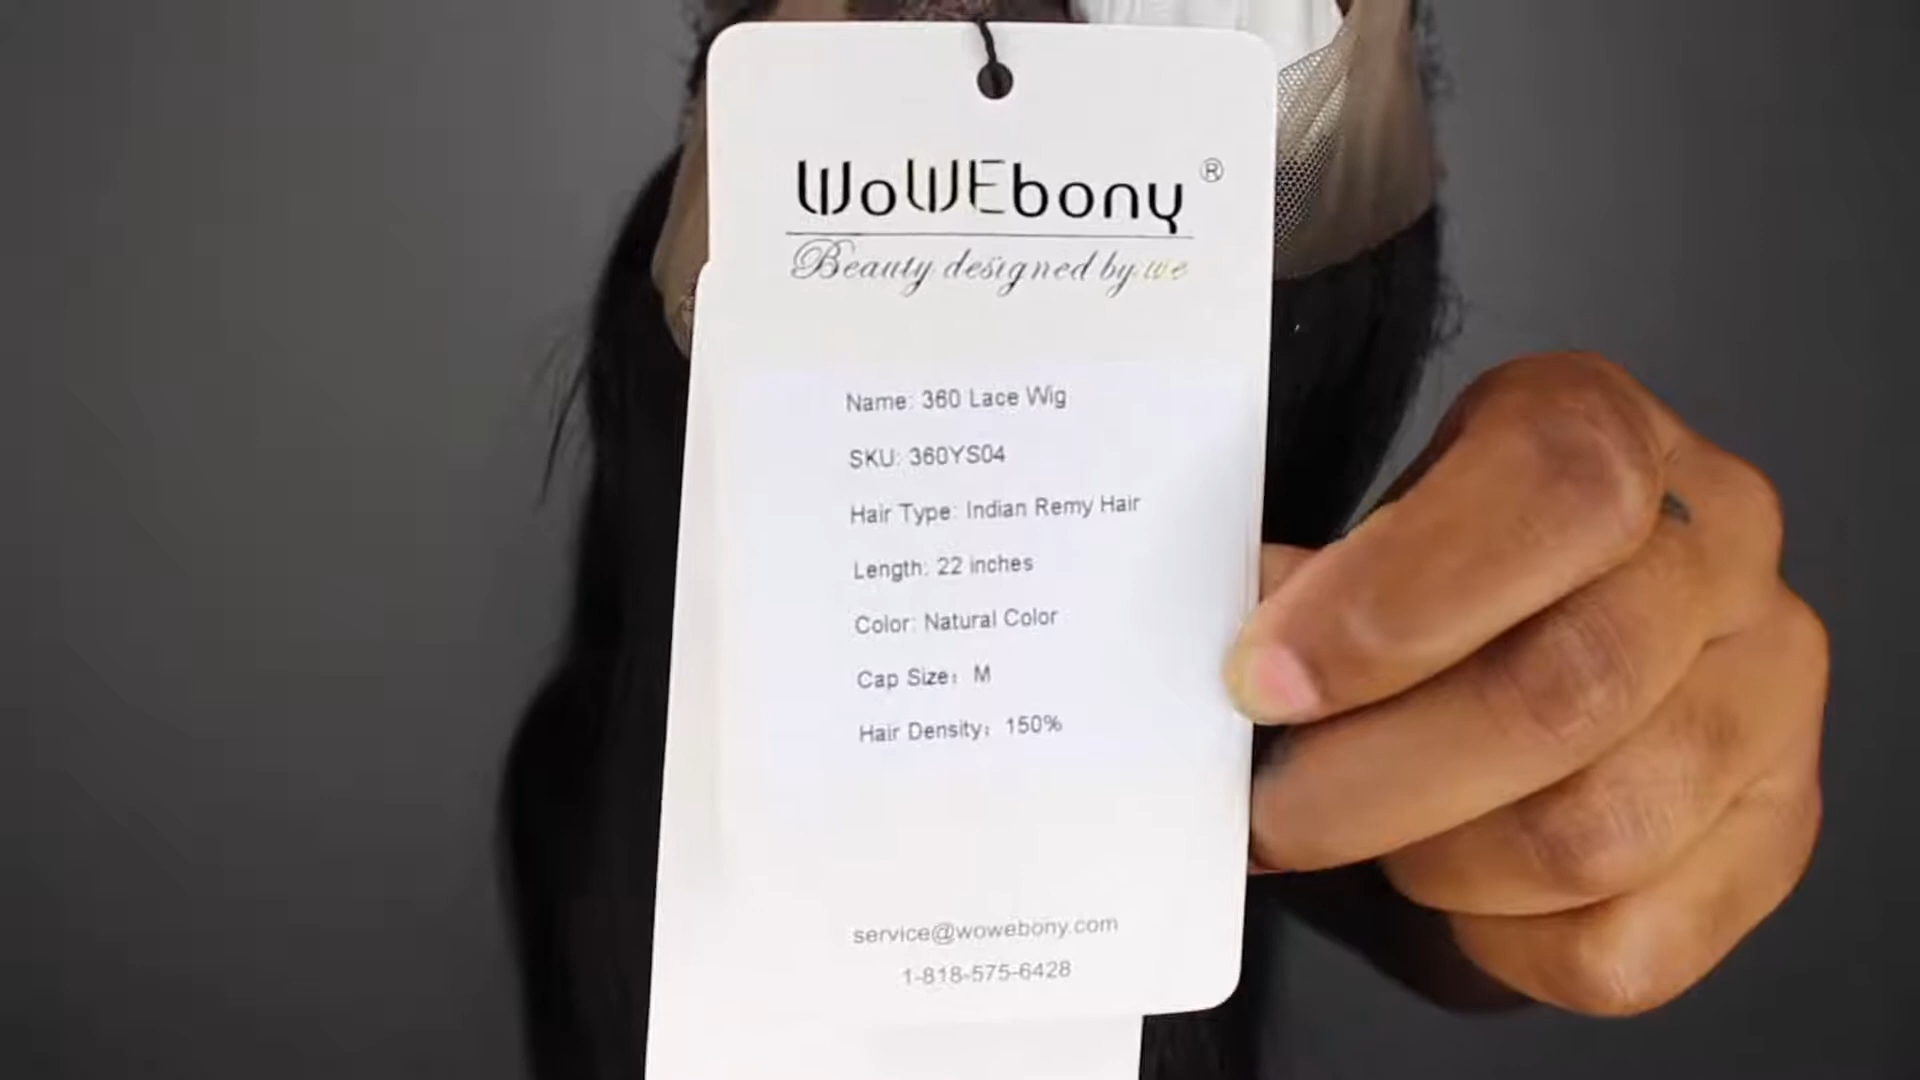 WoWEbony ®
Beauty designed by we
Name: 360 Lace Wig
SKU: 360YS04
Hair Type: Indian Remy Hair
Length: 22 inches
Color: Natural Color
Cap Size: M
Hair Density: 150%
service@wowebony.com
1-818-575-6428